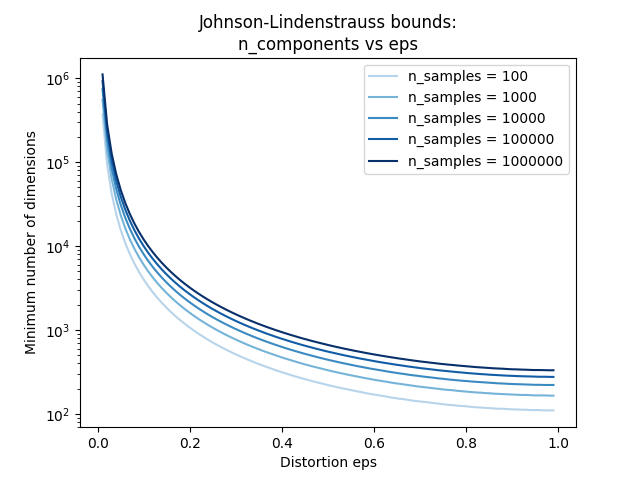 Johnson-Lindenstrauss bounds:
n_components vs eps
n_samples = 100
n_samples = 1000
n_samples = 10000
n_samples = 100000
n_samples = 1000000
Minimum number of dimensions
10⁶
10⁵
10⁴
10³
10²
0.0 0.2 0.4 0.6 0.8 1.0
Distortion eps